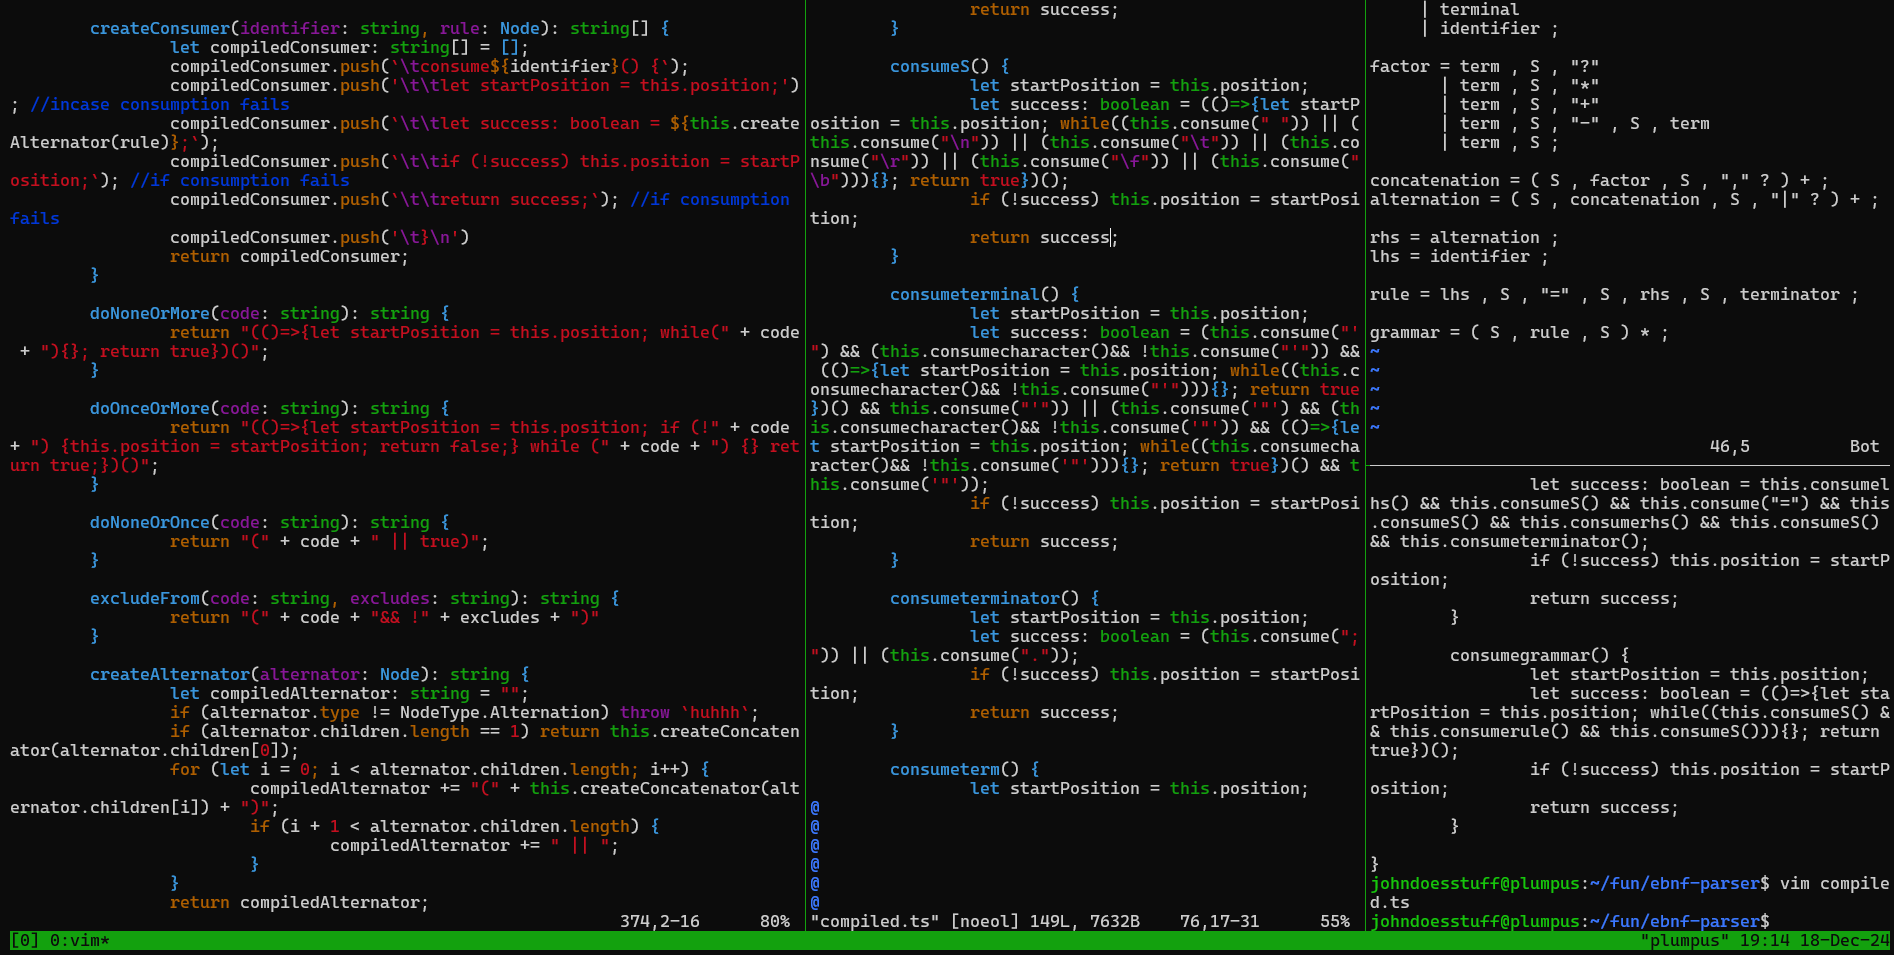 createConsumer(identifier: string, rule: Node): string[] {
let compiledConsumer: string[] = [];
compiledConsumer.push(`\tconsume${identifier}() {`);
compiledConsumer.push('\t\tlet startPosition = this.position;')
; //incase consumption fails
compiledConsumer.push(`\t\tlet success: boolean = ${this.create
Alternator(rule)};`);
compiledConsumer.push(`\t\tif (!success) this.position = startP
osition;`); //if consumption fails
compiledConsumer.push(`\t\treturn success;`); //if consumption
fails
compiledConsumer.push('\t}\n')
return compiledConsumer;
}
doNoneOrMore(code: string): string {
return "(()=>{let startPosition = this.position; while(" + code
+ "){}; return true})()";
}
doOnceOrMore(code: string): string {
return "(()=>{let startPosition = this.position; if (!" + code
+ ") {this.position = startPosition; return false;} while (" + code + ") {} ret
urn true;})()";
}
doNoneOrOnce(code: string): string {
return "(" + code + " || true)";
}
excludeFrom(code: string, excludes: string): string {
return "(" + code + "&& !" + excludes + ")"
}
createAlternator(alternator: Node): string {
let compiledAlternator: string = "";
if (alternator.type != NodeType.Alternation) throw `huhhh`;
if (alternator.children.length == 1) return this.createConcaten
ator(alternator.children[0]);
for (let i = 0; i < alternator.children.length; i++) {
compiledAlternator += "(" + this.createConcatenator(alt
ernator.children[i]) + ")";
if (i + 1 < alternator.children.length) {
compiledAlternator += " || ";
}
}
return compiledAlternator;
374,2-16 80%
return success;
}
consumeS() {
let startPosition = this.position;
let success: boolean = (()=>{let startP
osition = this.position; while((this.consume(" ")) || (
this.consume("\n")) || (this.consume("\t")) || (this.co
nsume("\r")) || (this.consume("\f")) || (this.consume("
\b"))){}; return true})();
if (!success) this.position = startPosi
tion;
return success;
}
consumeterminal() {
let startPosition = this.position;
let success: boolean = (this.consume("'
") && (this.consumecharacter()&& !this.consume("'")) &&
(()=>{let startPosition = this.position; while((this.c
onsumecharacter()&& !this.consume("'"))){}; return true
})() && this.consume("'")) || (this.consume('"') && (th
is.consumecharacter()&& !this.consume('"')) && (()=>{le
t startPosition = this.position; while((this.consumecha
racter()&& !this.consume('"'))){}; return true})() && t
his.consume('"'));
if (!success) this.position = startPosi
tion;
return success;
}
consumeterminator() {
let startPosition = this.position;
let success: boolean = (this.consume(";
")) || (this.consume("."));
if (!success) this.position = startPosi
tion;
return success;
}
consumeterm() {
let startPosition = this.position;
@
@
@
@
@
@
"compiled.ts" [noeol] 149L, 7632B 76,17-31 55%
| terminal
| identifier ;
factor = term , S , "?"
| term , S , "*"
| term , S , "+"
| term , S , "-" , S , term
| term , S ;
concatenation = ( S , factor , S , "," ? ) + ;
alternation = ( S , concatenation , S , "|" ? ) + ;
rhs = alternation ;
lhs = identifier ;
rule = lhs , S , "=" , S , rhs , S , terminator ;
grammar = ( S , rule , S ) * ;
~
~
~
~
~
46,5 Bot
let success: boolean = this.consumel
hs() && this.consumeS() && this.consume("=") && this
.consumeS() && this.consumerhs() && this.consumeS()
&& this.consumeterminator();
if (!success) this.position = startP
osition;
return success;
}
consumegrammar() {
let startPosition = this.position;
let success: boolean = (()=>{let sta
rtPosition = this.position; while((this.consumeS() &
& this.consumerule() && this.consumeS())){}; return
true})();
if (!success) this.position = startP
osition;
return success;
}
}
johndoesstuff@plumpus:~/fun/ebnf-parser$ vim compile
d.ts
johndoesstuff@plumpus:~/fun/ebnf-parser$
[0] 0:vim* "plumpus" 19:14 18-Dec-24